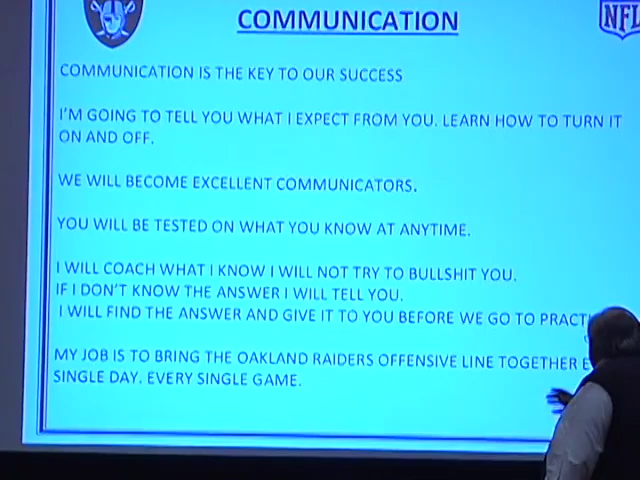 NFL
COMMUNICATION
COMMUNICATION IS THE KEY TO OUR SUCCESS
I'M GOING TO TELL YOU WHAT I EXPECT FROM YOU. LEARN HOW TO TURN IT
ON AND OFF.
WE WILL BECOME EXCELLENT COMMUNICATORS.
YOU WILL BE TESTED ON WHAT YOU KNOW AT ANYTIME.
I WILL COACH WHAT I KNOW I WILL NOT TRY TO BULLSHIT YOU.
IF I DON'T KNOW THE ANSWER I WILL TELL YOU.
I WILL FIND THE ANSWER AND GIVE IT TO YOU BEFORE WE GO TO
MY JOB IS TO BRING THE OAKLAND RAIDERS OFFENSIVE LINE TOGETHER
SINGLE DAY. EVERY SINGLE GAME.